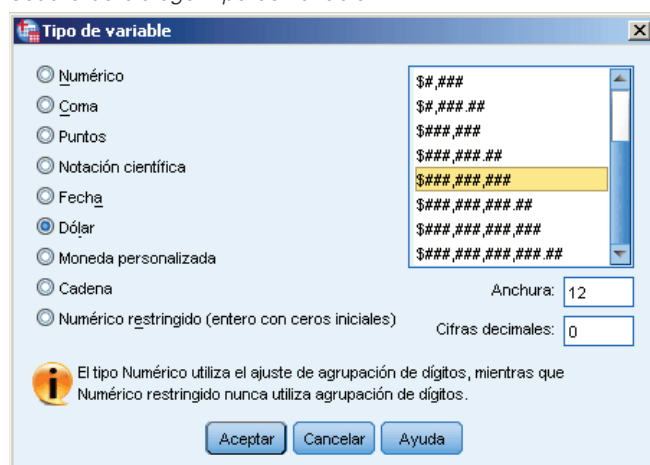 Tipo de variable
Numérico
Coma
Puntos
Notación científica
Fecha
Dólar
Moneda personalizada
Cadena
Numérico restringido (entero con ceros iniciales)
$#,###
$#,###.##
$###,###
$###,###.##
$###,###,###
$###,###,###.##
$###,###,###,###
$###,###,###,###.##
Anchura: 12
Cifras decimales: 0
El tipo Numérico utiliza el ajuste de agrupación de dígitos, mientras que
Numérico restringido nunca utiliza agrupación de dígitos.
Aceptar Cancelar Ayuda